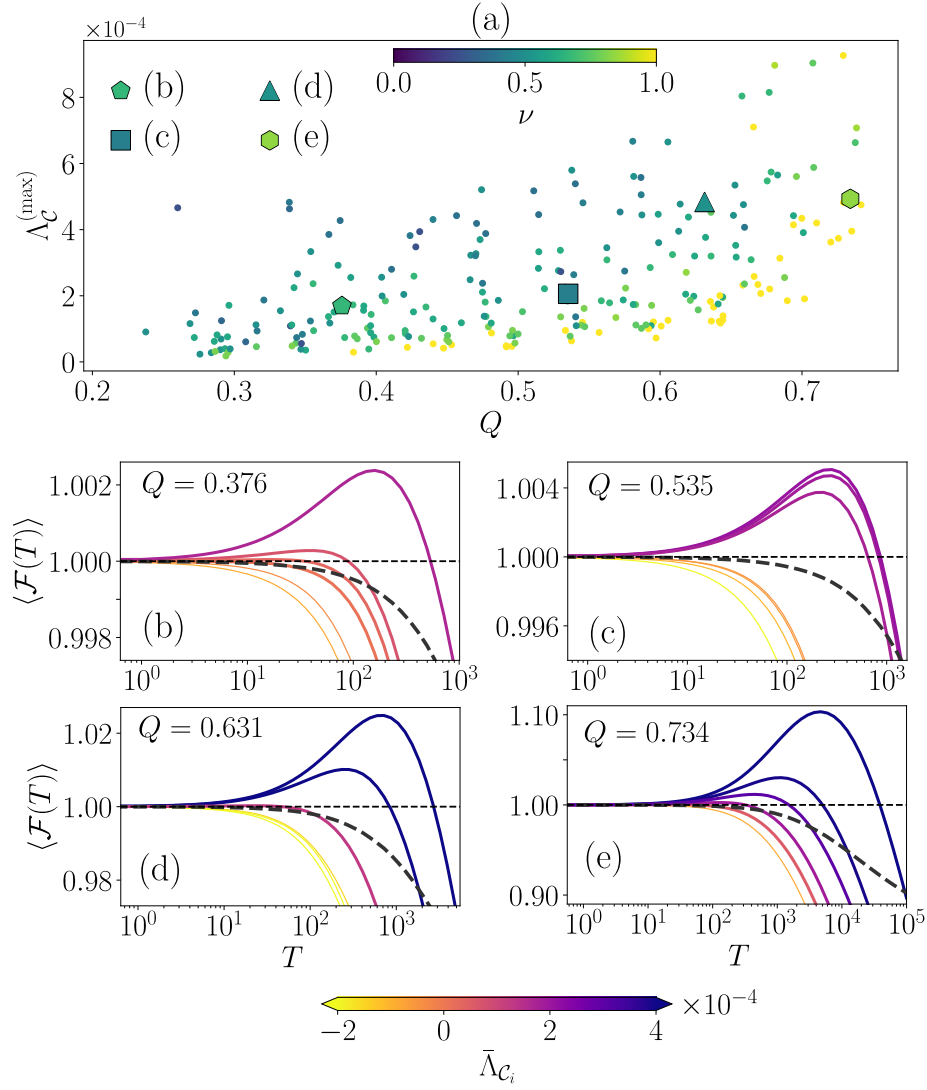 (a)
×10⁻⁴
8
6
4
2
0
Λ_𝒞^(max)
(b) (d)
(c) (e)
0.0 0.5 1.0
ν
0.2 0.3 0.4 0.5 0.6 0.7
Q
⟨ℱ(T)⟩
1.002
1.000
0.998
Q = 0.376
(b)
10⁰ 10¹ 10² 10³
1.004
1.000
0.996
Q = 0.535
(c)
10⁰ 10¹ 10² 10³
⟨ℱ(T)⟩
1.02
1.00
0.98
Q = 0.631
(d)
10⁰ 10¹ 10² 10³
T
1.10
1.00
0.90
Q = 0.734
(e)
10⁰ 10¹ 10² 10³ 10⁴ 10⁵
T
×10⁻⁴
−2 0 2 4
Λ̄_𝒞ᵢ